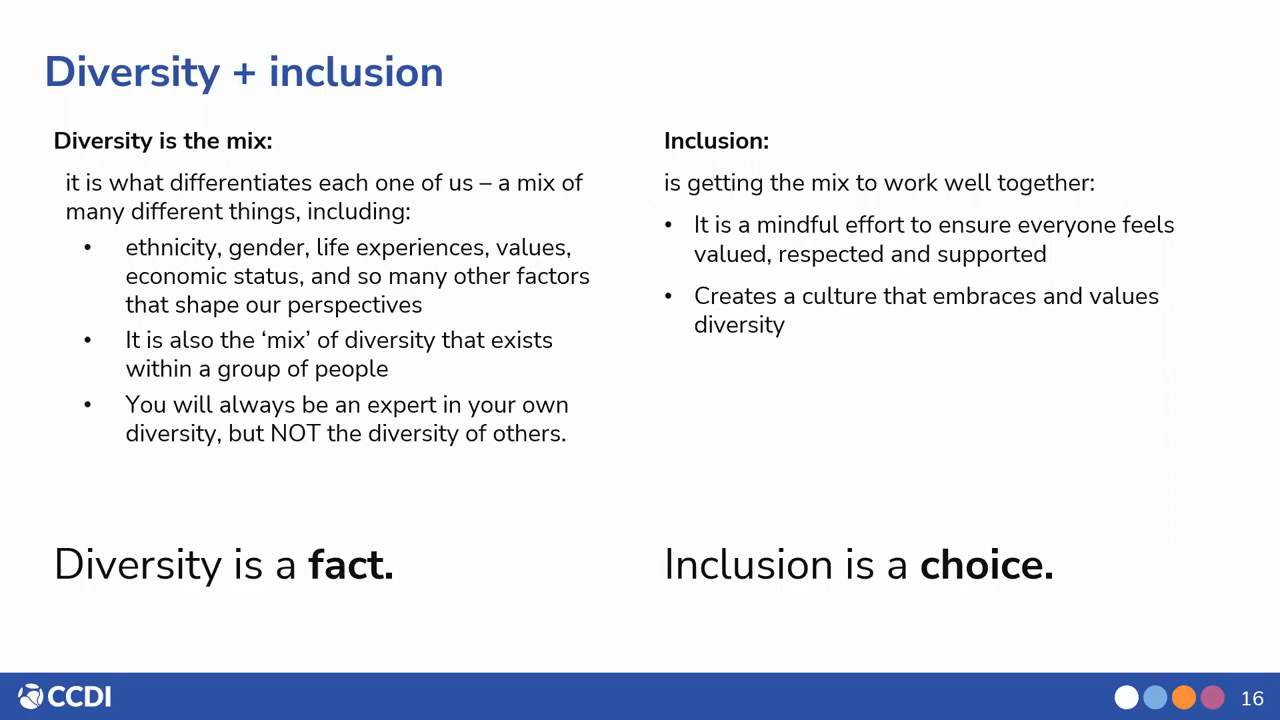 Diversity + inclusion
Diversity is the mix:
it is what differentiates each one of us – a mix of
many different things, including:
• ethnicity, gender, life experiences, values,
economic status, and so many other factors
that shape our perspectives
• It is also the ‘mix’ of diversity that exists
within a group of people
• You will always be an expert in your own
diversity, but NOT the diversity of others.
Diversity is a fact.
Inclusion:
is getting the mix to work well together:
• It is a mindful effort to ensure everyone feels
valued, respected and supported
• Creates a culture that embraces and values
diversity
Inclusion is a choice.
CCDI
16